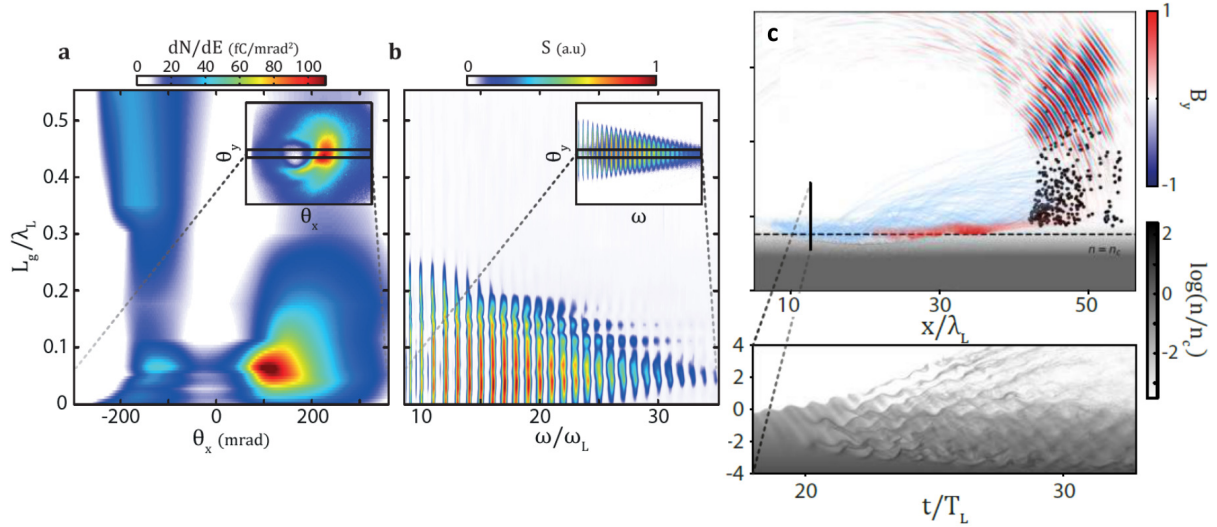 a
dN/dE (fC/mrad²)
0 20 40 60 80 100
L_g/λ_L
0.5
0.4
0.3
0.2
0.1
0
-200 0 200
θ_x (mrad)
θ_y
θ_x
b
S (a.u)
0 1
θ_y
ω
10 15 20 25 30
ω/ω_L
c
n = n_c
10 30 50
x/λ_L
4
2
0
-2
-4
20 30
t/T_L
1
0
-1
B_y
2
0
-2
log(n/n_c)